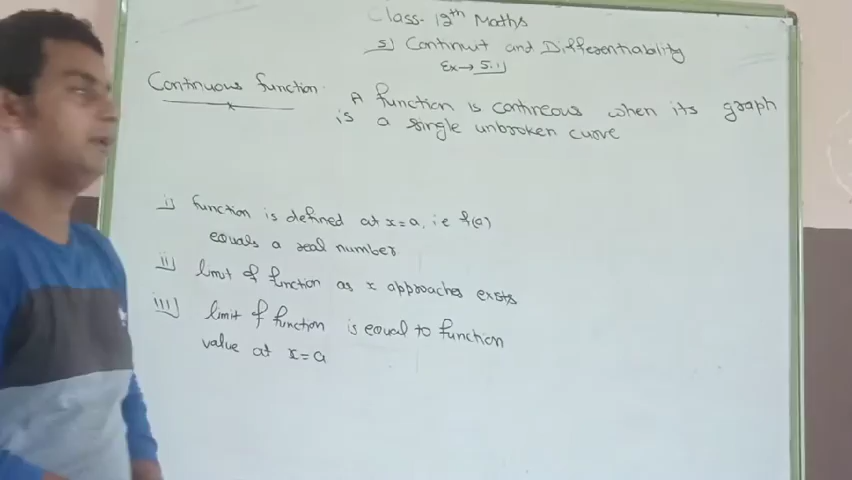 Class- 12th Maths
5) Continuit and Differentiability
Ex→ 5.1)
Continuous function:
A function is contineous when its graph
is a single unbroken curve
i) function is defined at x=a, i.e f(a)
equals a real number
ii) limit of function as x approaches exists
iii) limit of function is equal to function
value at x=a